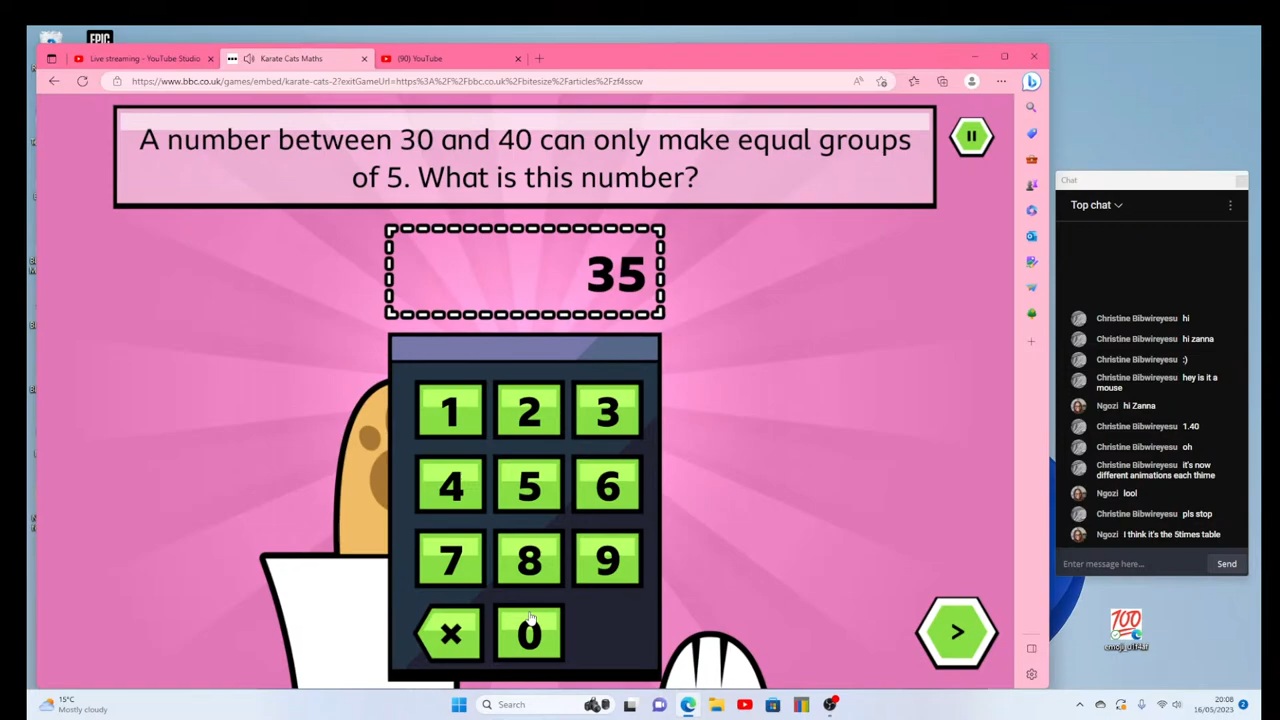 EPIC
Live streaming - YouTube Studio
Karate Cats Maths
(90) YouTube
https://www.bbc.co.uk/games/embed/karate-cats-2?exitGameUrl=https%3A%2F%2Fbbc.co.uk%2Fbitesize%2Farticles%2Fzf4sscw
A number between 30 and 40 can only make equal groups
of 5. What is this number?
35
1 2 3
4 5 6
7 8 9
× 0
>
Chat
Top chat
Christine Bibwireyesu hi
Christine Bibwireyesu hi zanna
Christine Bibwireyesu :)
Christine Bibwireyesu hey is it a
mouse
Ngozi hi Zanna
Christine Bibwireyesu 1.40
Christine Bibwireyesu oh
Christine Bibwireyesu it's now
different animations each thime
Ngozi lool
Christine Bibwireyesu pls stop
Ngozi I think it's the 5times table
Enter message here...
Send
100
emoji_u1f4af
15°C
Mostly cloudy
Search
20:08
16/05/2023
2